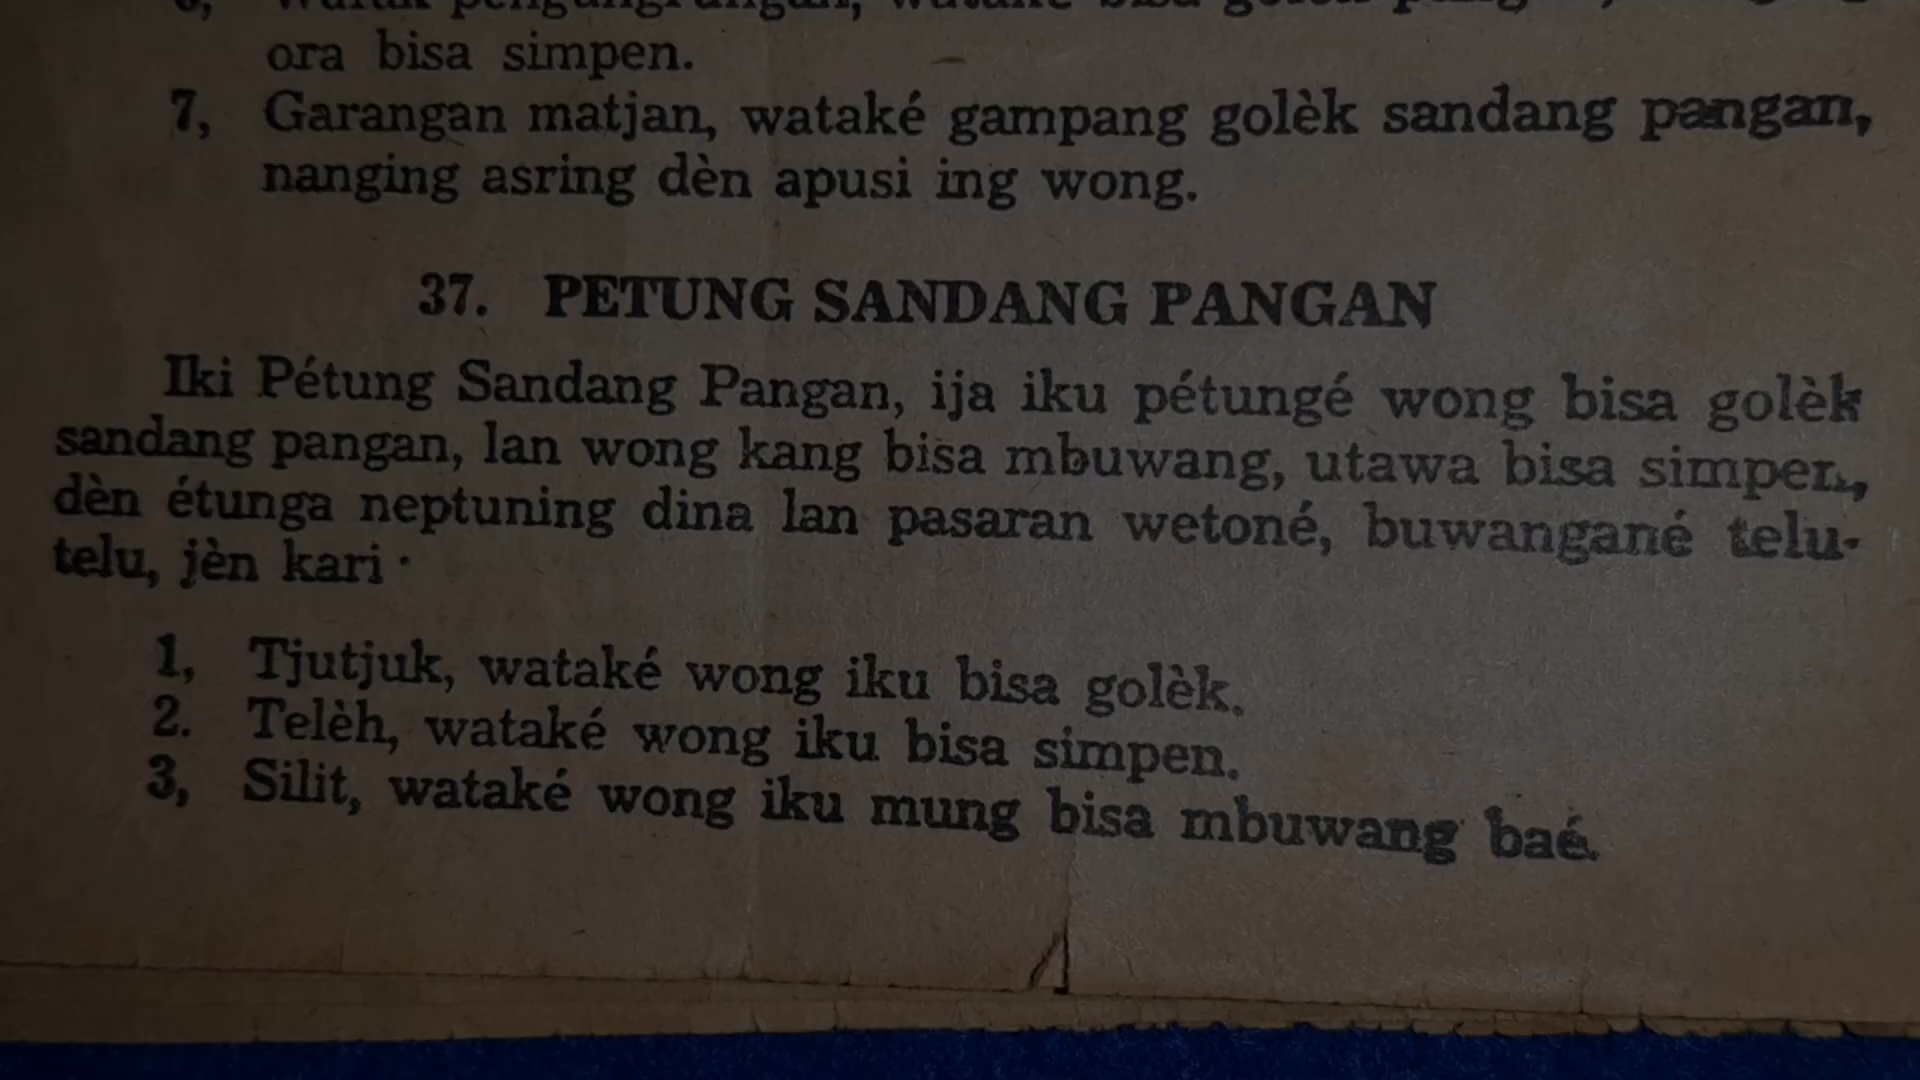 ora bisa simpen.
7, Garangan matjan, wataké gampang golèk sandang pangan,
nanging asring dèn apusi ing wong.
37. PETUNG SANDANG PANGAN
Iki Pétung Sandang Pangan, ija iku pétungé wong bisa golèk
sandang pangan, lan wong kang bisa mbuwang, utawa bisa simpen,
dèn étunga neptuning dina lan pasaran wetoné, buwangané telu-
telu, jèn kari ·
1, Tjutjuk, wataké wong iku bisa golèk.
2. Telèh, wataké wong iku bisa simpen.
3, Silit, wataké wong iku mung bisa mbuwang baé.